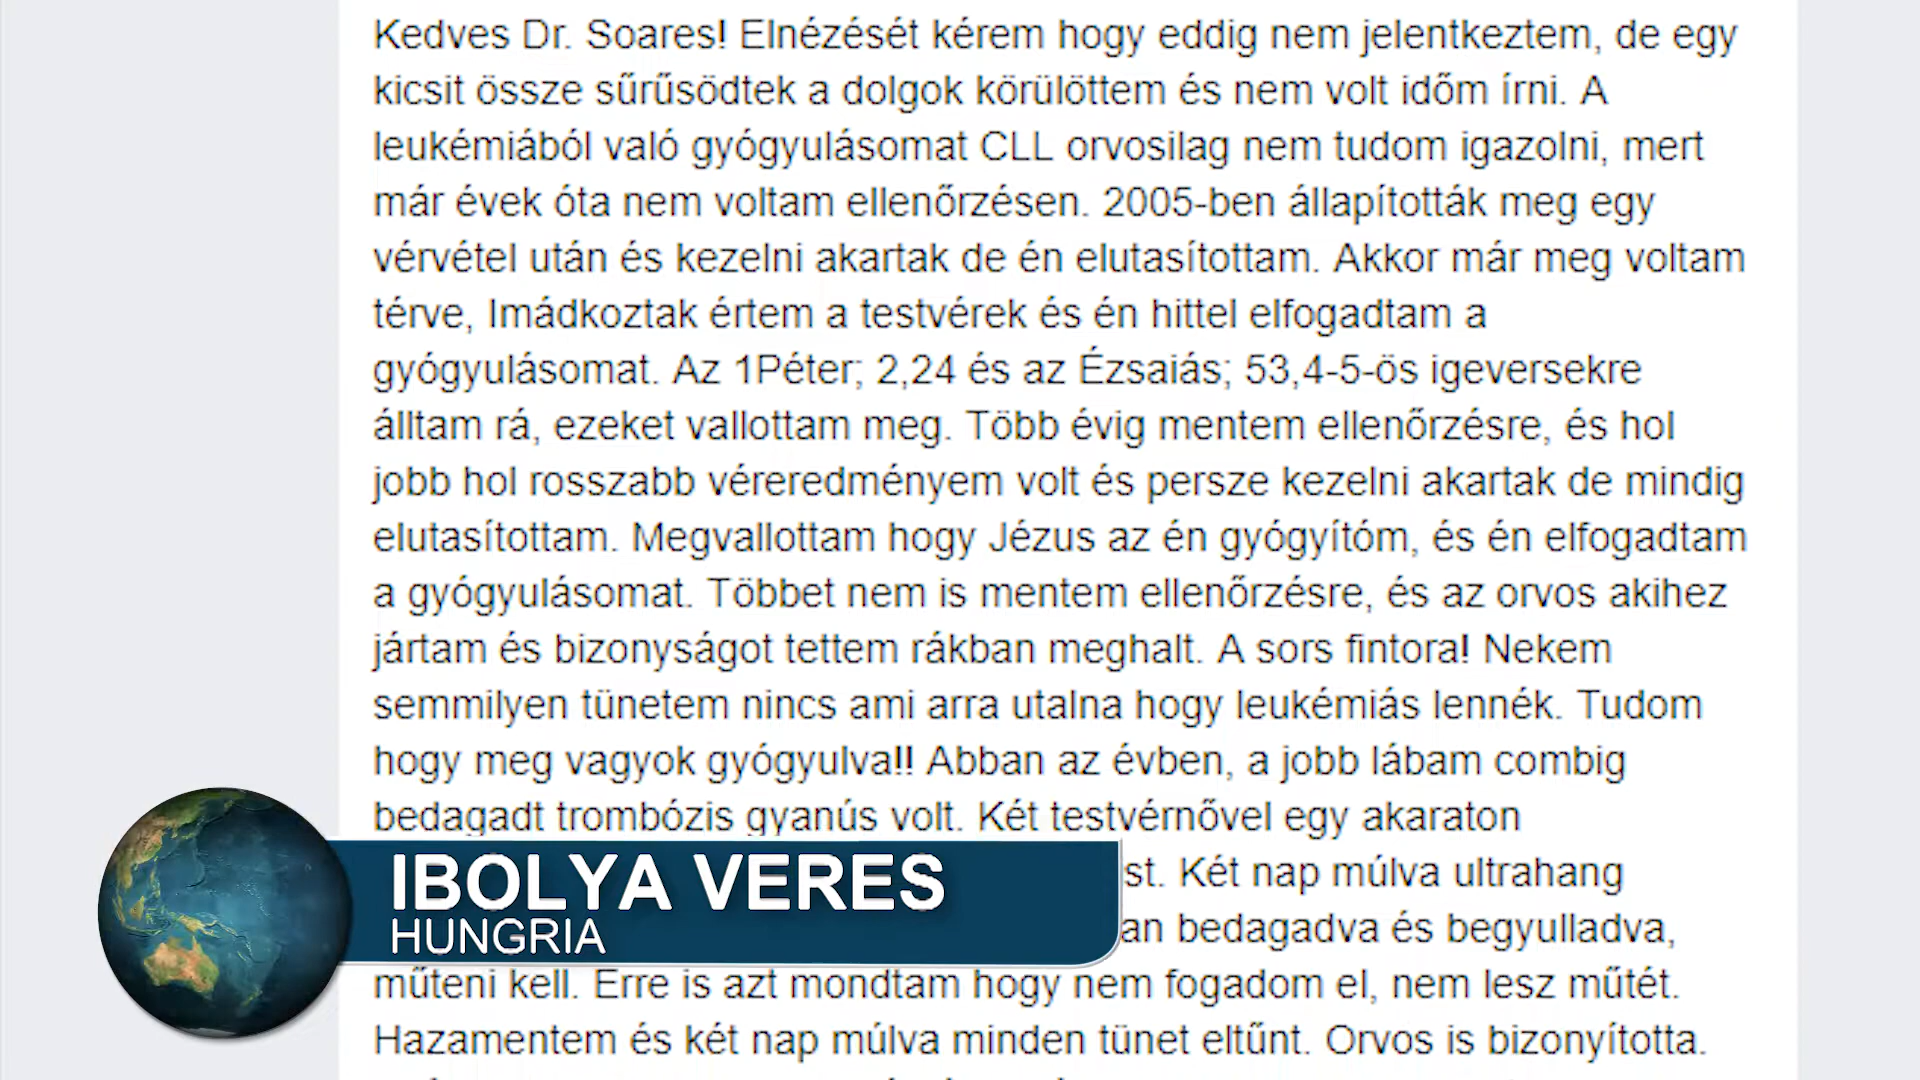 Kedves Dr. Soares! Elnézését kérem hogy eddig nem jelentkeztem, de egy
kicsit össze sűrűsödtek a dolgok körülöttem és nem volt időm írni. A
leukémiából való gyógyulásomat CLL orvosilag nem tudom igazolni, mert
már évek óta nem voltam ellenőrzésen. 2005-ben állapították meg egy
vérvétel után és kezelni akartak de én elutasítottam. Akkor már meg voltam
térve, Imádkoztak értem a testvérek és én hittel elfogadtam a
gyógyulásomat. Az 1Péter; 2,24 és az Ézsaiás; 53,4-5-ös igeversekre
álltam rá, ezeket vallottam meg. Több évig mentem ellenőrzésre, és hol
jobb hol rosszabb véreredményem volt és persze kezelni akartak de mindig
elutasítottam. Megvallottam hogy Jézus az én gyógyítóm, és én elfogadtam
a gyógyulásomat. Többet nem is mentem ellenőrzésre, és az orvos akihez
jártam és bizonyságot tettem rákban meghalt. A sors fintora! Nekem
semmilyen tünetem nincs ami arra utalna hogy leukémiás lennék. Tudom
hogy meg vagyok gyógyulva!! Abban az évben, a jobb lábam combig
bedagadt trombózis gyanús volt. Két testvérnővel egy akaraton
st. Két nap múlva ultrahang
an bedagadva és begyulladva,
műteni kell. Erre is azt mondtam hogy nem fogadom el, nem lesz műtét.
Hazamentem és két nap múlva minden tünet eltűnt. Orvos is bizonyította.
IBOLYA VERES
HUNGRIA